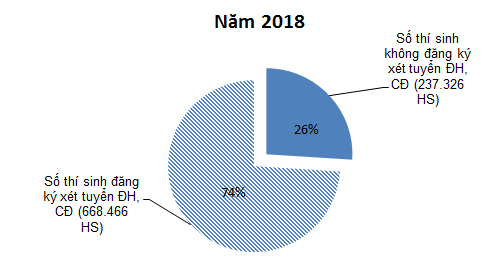 Năm 2018
Số thí sinh
không đăng ký
xét tuyển ĐH,
CĐ (237.326
HS)
26%
74%
Số thí sinh đăng
ký xét tuyển ĐH,
CĐ (668.466
HS)